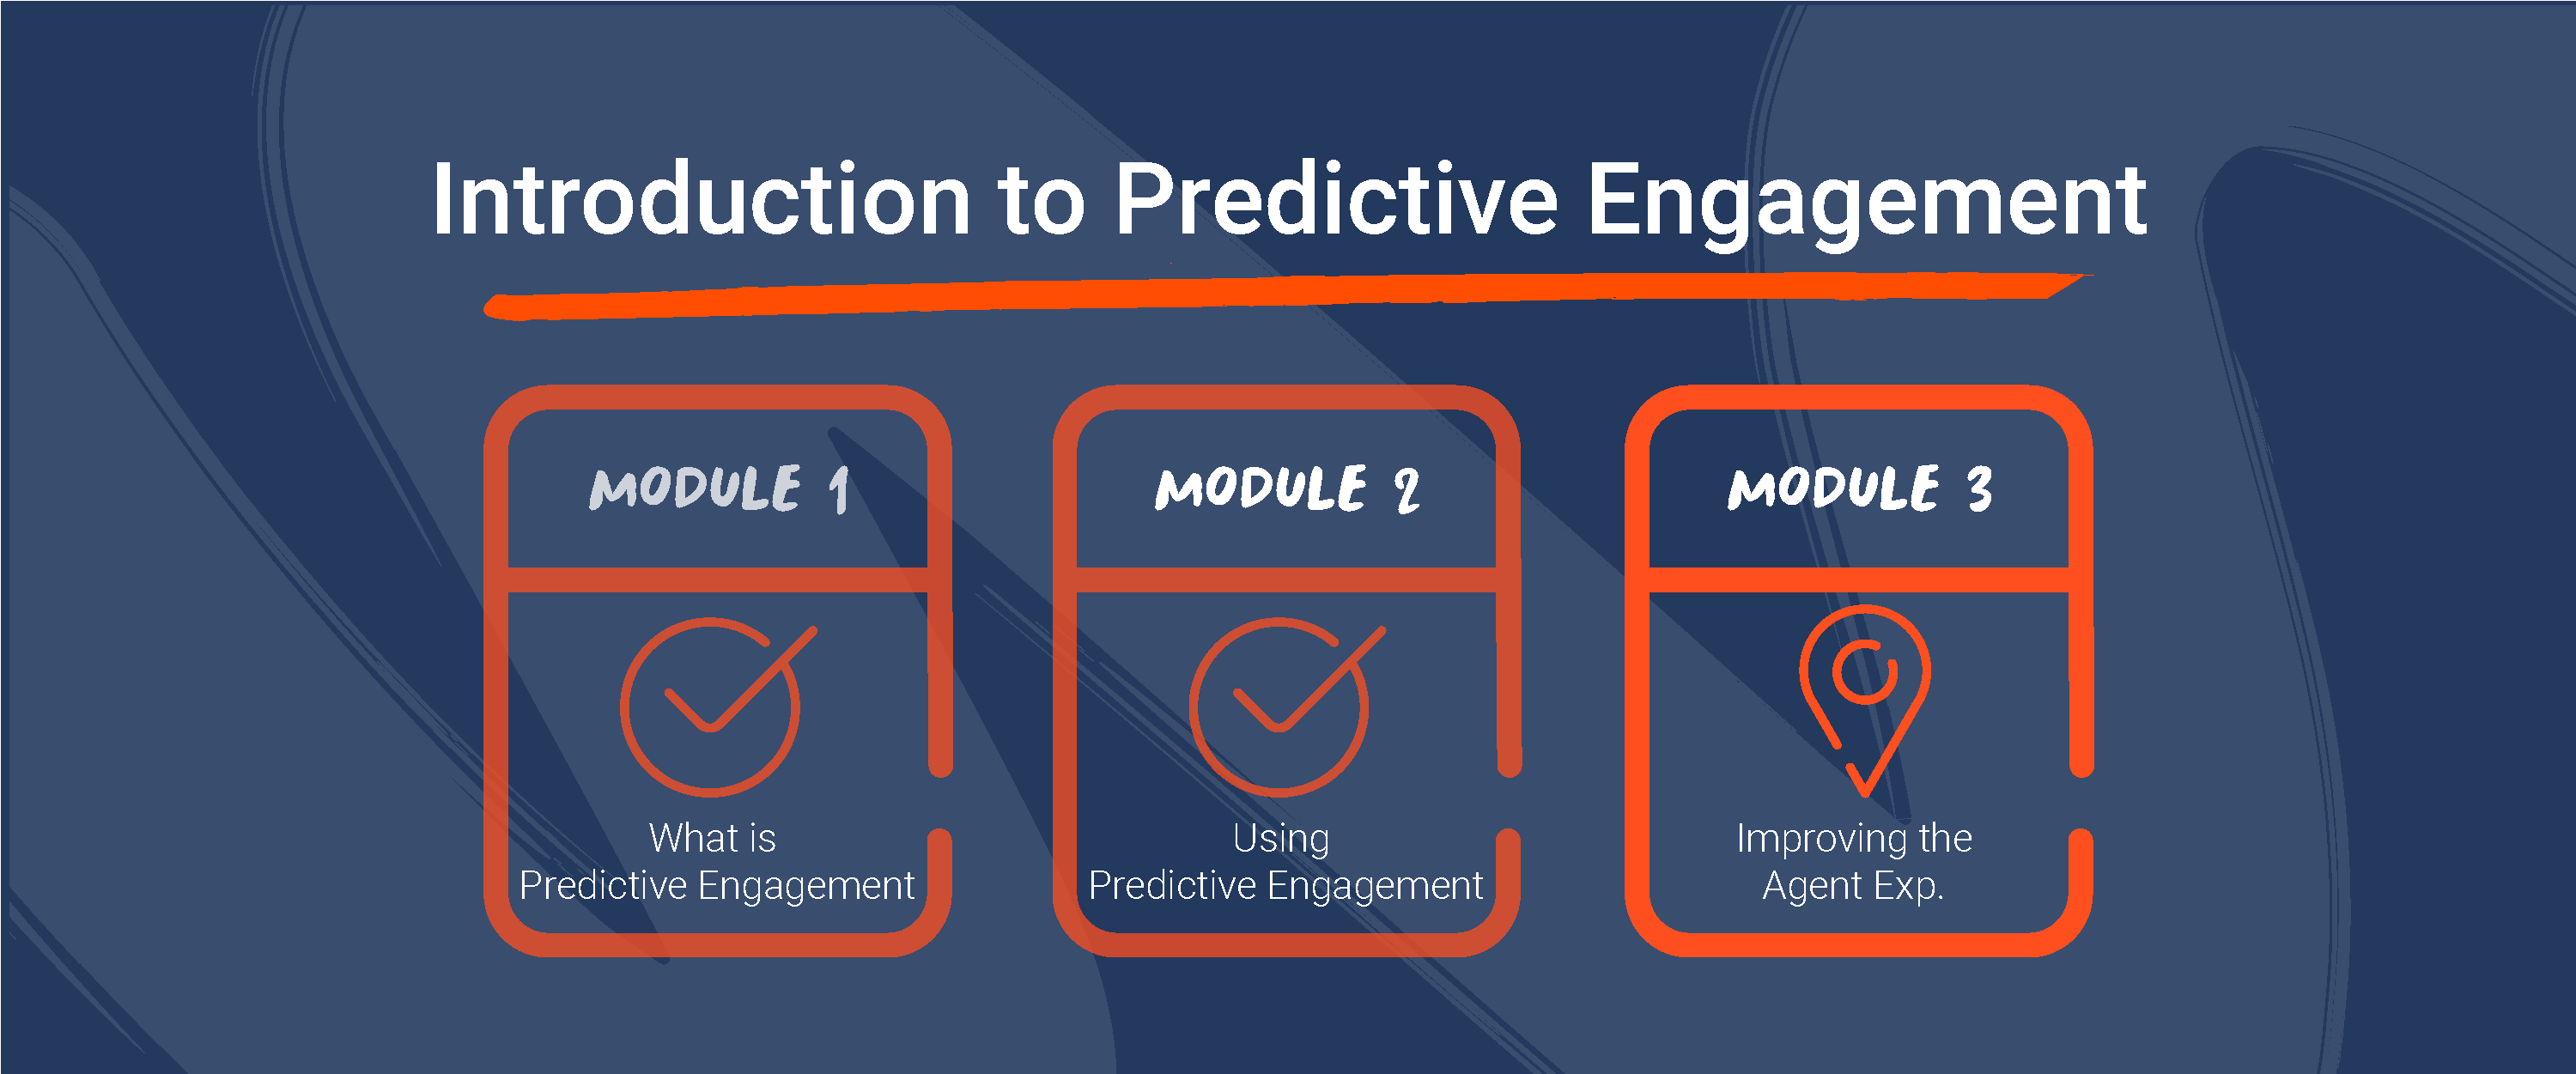 Introduction to Predictive Engagement
MODULE 1
What is
Predictive Engagement
MODULE 2
Using
Predictive Engagement
MODULE 3
Improving the
Agent Exp.